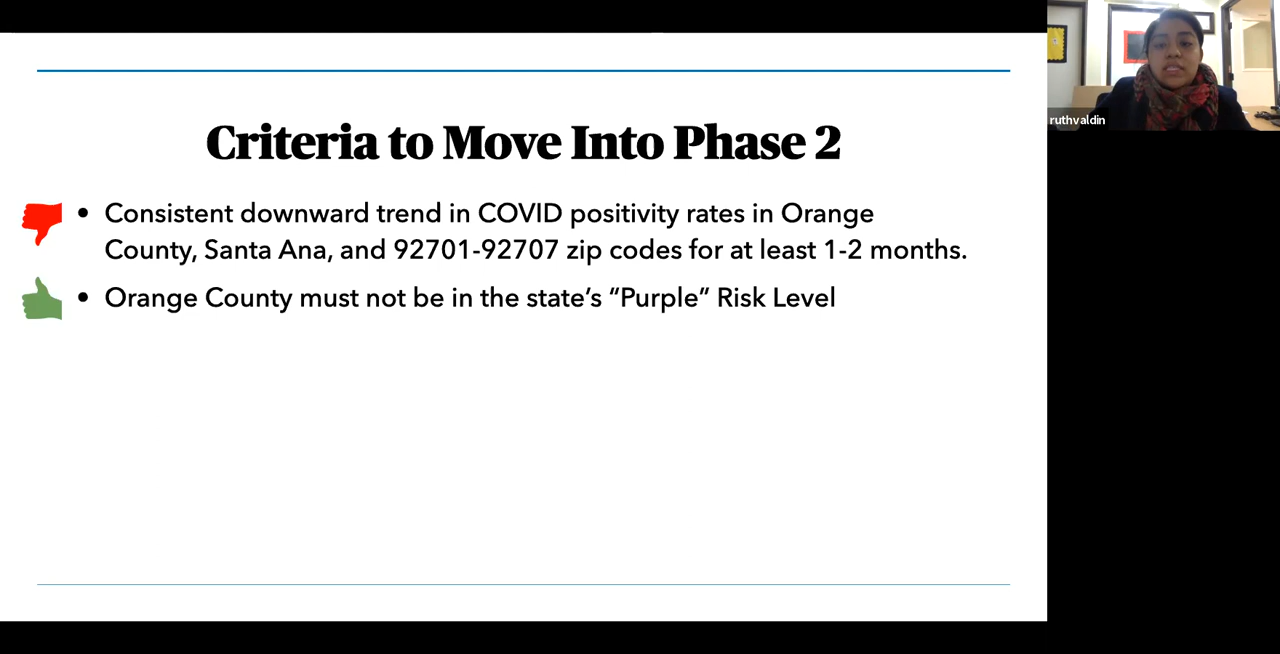 Criteria to Move Into Phase 2
• Consistent downward trend in COVID positivity rates in Orange
County, Santa Ana, and 92701-92707 zip codes for at least 1-2 months.
• Orange County must not be in the state’s “Purple” Risk Level
ruthvaldin